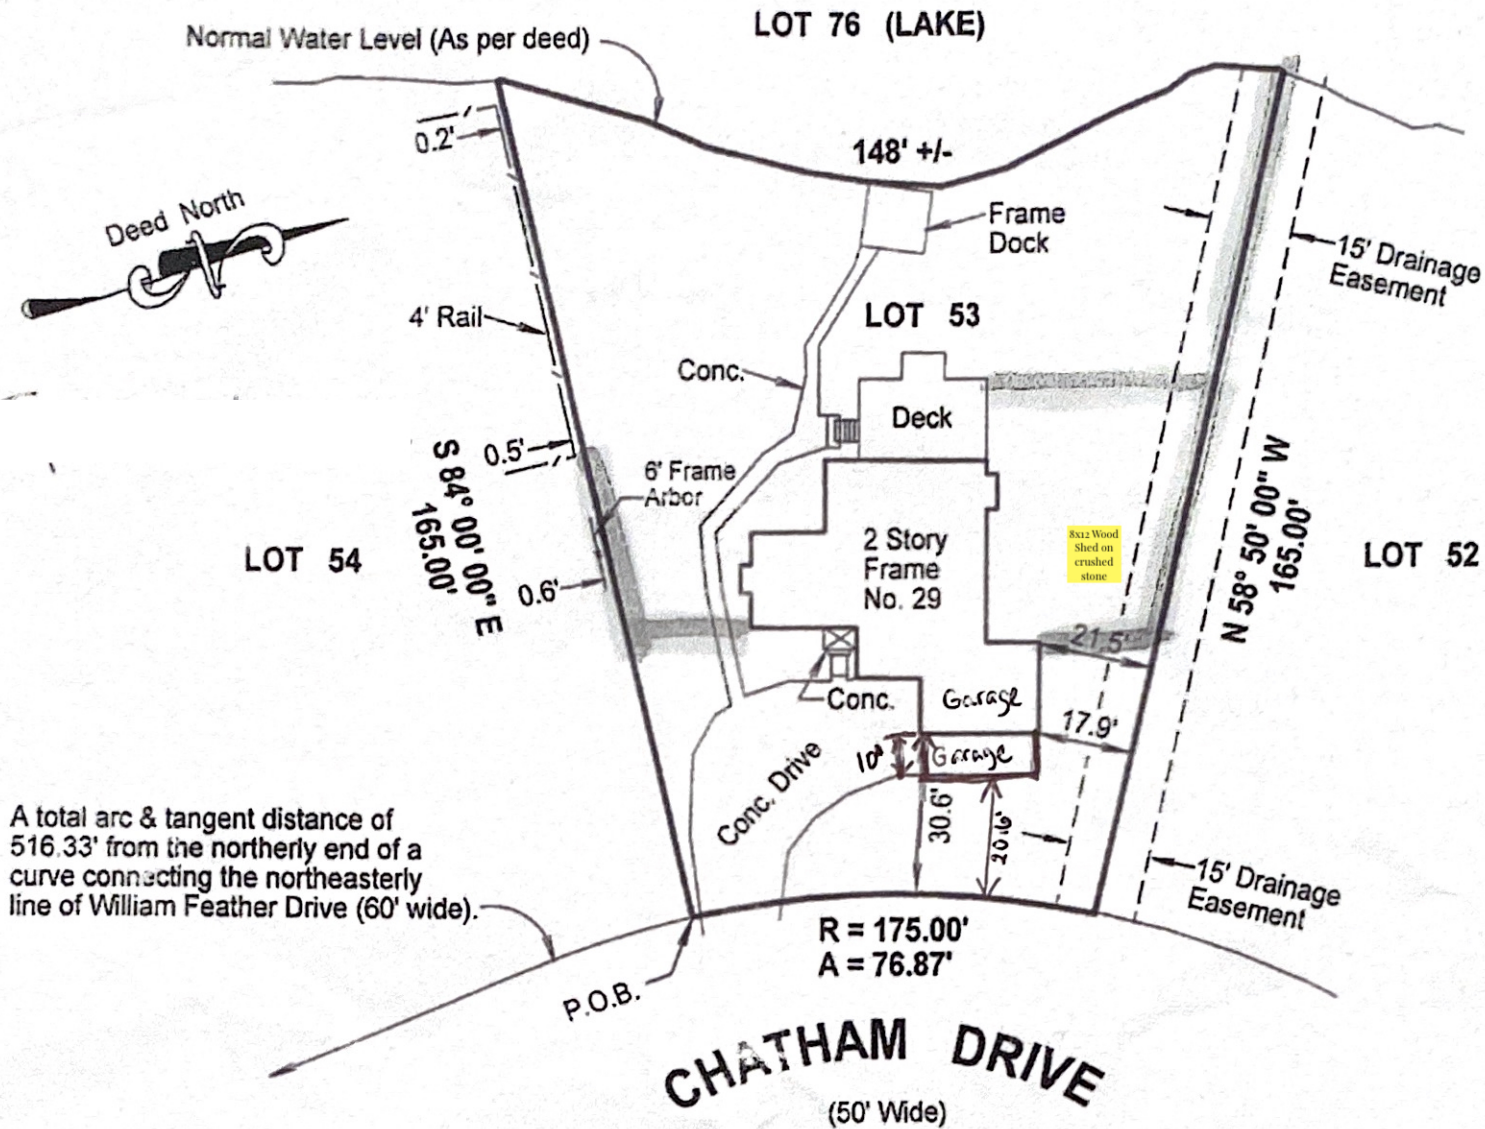 LOT 76 (LAKE)
Normal Water Level (As per deed)
0.2'
148' +/-
Deed North
Frame
Dock
15' Drainage
Easement
4' Rail
LOT 53
Conc.
Deck
0.5'
S 84° 00' 00" E
165.00'
6' Frame
Arbor
LOT 54
2 Story
Frame
No. 29
8x12 Wood
Shed on
crushed
stone
LOT 52
N 58° 50' 00" W
165.00'
0.6'
21.5'
Conc.
Garage
17.9'
10'
Garage
Conc. Drive
30.6'
20.6'
A total arc & tangent distance of
516.33' from the northerly end of a
curve connecting the northeasterly
line of William Feather Drive (60' wide).
15' Drainage
Easement
R = 175.00'
A = 76.87'
P.O.B.
CHATHAM DRIVE
(50' Wide)